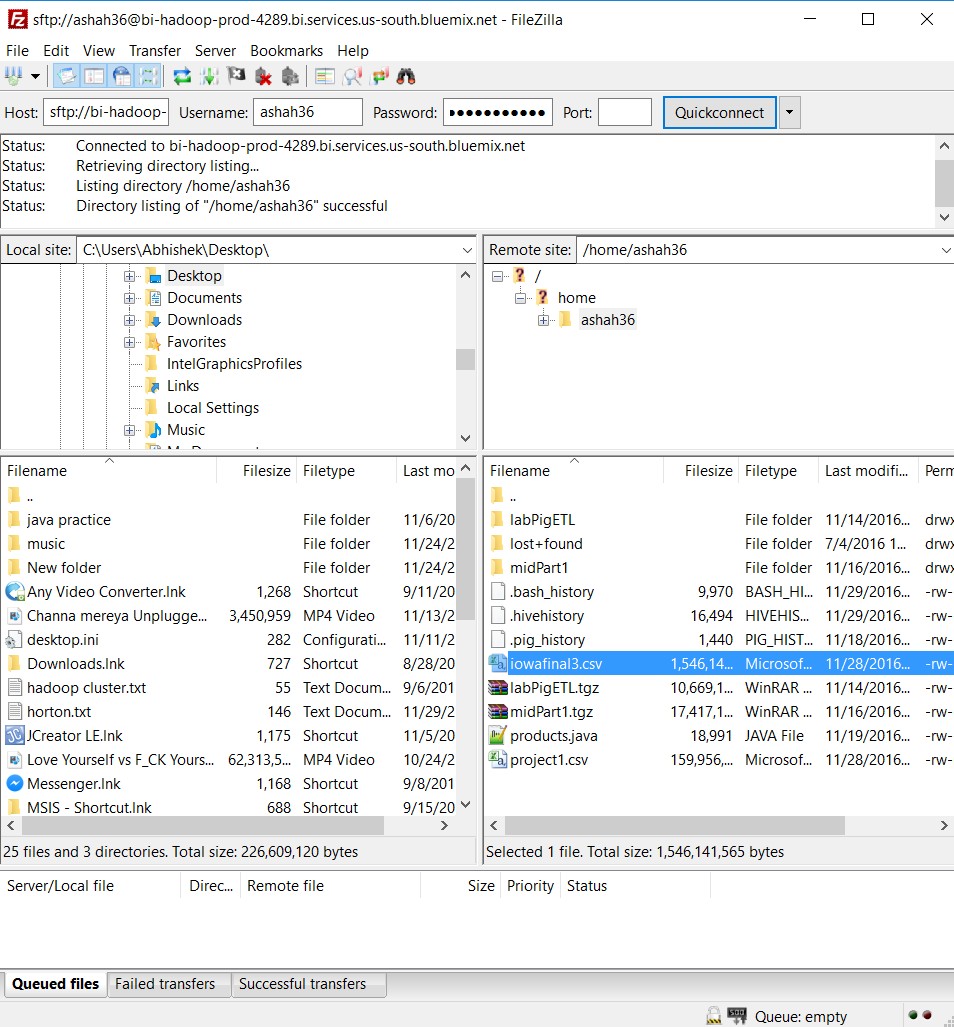 sftp://ashah36@bi-hadoop-prod-4289.bi.services.us-south.bluemix.net - FileZilla
File Edit View Transfer Server Bookmarks Help
Host: sftp://bi-hadoop- Username: ashah36 Password: ●●●●●●●●●●● Port: Quickconnect
Status: Connected to bi-hadoop-prod-4289.bi.services.us-south.bluemix.net
Status: Retrieving directory listing...
Status: Listing directory /home/ashah36
Status: Directory listing of "/home/ashah36" successful
Local site: C:\Users\Abhishek\Desktop\
Desktop
Documents
Downloads
Favorites
IntelGraphicsProfiles
Links
Local Settings
Music
Remote site: /home/ashah36
/
home
ashah36
Filename Filesize Filetype Last mo
..
java practice File folder 11/6/20
music File folder 11/24/2
New folder File folder 11/24/2
Any Video Converter.lnk 1,268 Shortcut 9/11/20
Channa mereya Unplugge... 3,450,959 MP4 Video 11/13/2
desktop.ini 282 Configurati... 11/11/2
Downloads.lnk 727 Shortcut 8/28/20
hadoop cluster.txt 55 Text Docum... 9/6/201
horton.txt 146 Text Docum... 11/29/2
JCreator LE.lnk 1,175 Shortcut 11/5/20
Love Yourself vs F_CK Yours... 62,313,5... MP4 Video 10/24/2
Messenger.lnk 1,168 Shortcut 9/8/201
MSIS - Shortcut.lnk 688 Shortcut 9/15/20
25 files and 3 directories. Total size: 226,609,120 bytes
Filename Filesize Filetype Last modifi... Perm
..
labPigETL File folder 11/14/2016... drwx
lost+found File folder 7/4/2016 1... drwx
midPart1 File folder 11/16/2016... drwx
.bash_history 9,970 BASH_HI... 11/29/2016... -rw-
.hivehistory 16,494 HIVEHIS... 11/29/2016... -rw-
.pig_history 1,440 PIG_HIST... 11/18/2016... -rw-
iowafinal3.csv 1,546,14... Microsof... 11/28/2016... -rw-
labPigETL.tgz 10,669,1... WinRAR ... 11/14/2016... -rw-
midPart1.tgz 17,417,1... WinRAR ... 11/16/2016... -rw-
products.java 18,991 JAVA File 11/19/2016... -rw-
project1.csv 159,956,... Microsof... 11/28/2016... -rw-
Selected 1 file. Total size: 1,546,141,565 bytes
Server/Local file Direc... Remote file Size Priority Status
Queued files Failed transfers Successful transfers
Queue: empty